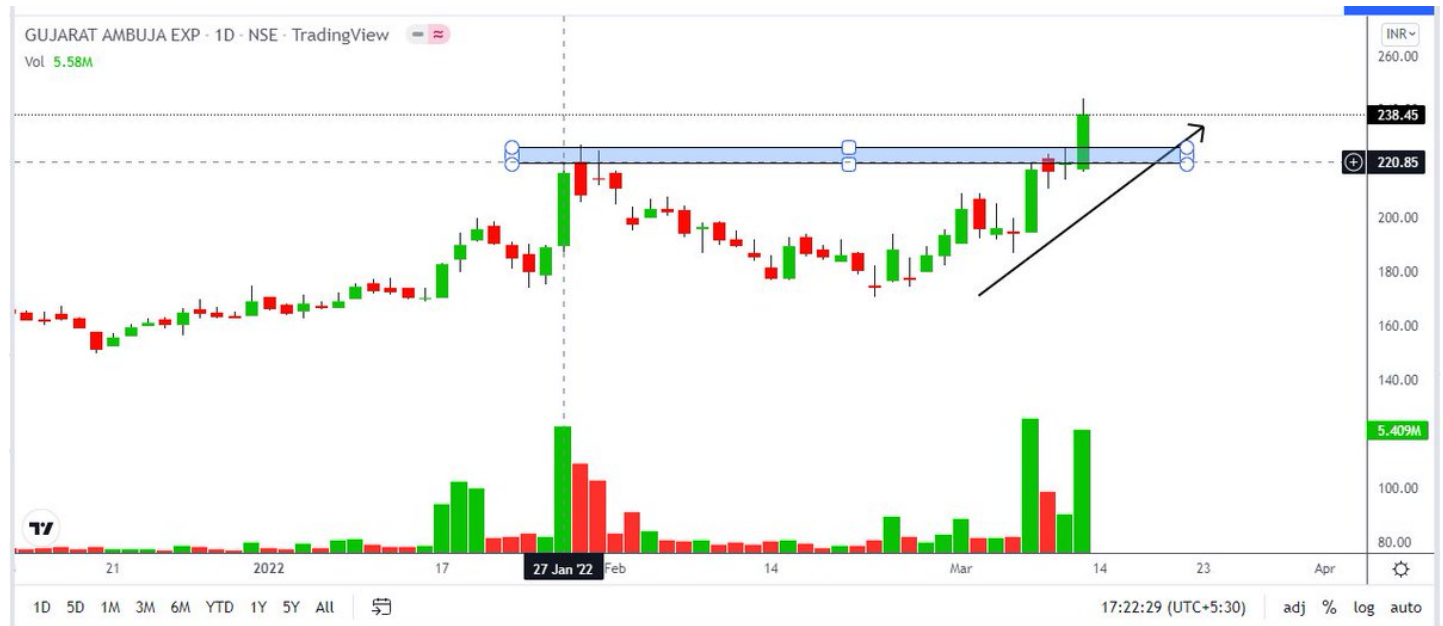 GUJARAT AMBUJA EXP · 1D · NSE · TradingView
INR
Vol 5.58M
260.00
238.45
220.85
200.00
180.00
160.00
140.00
5.409M
100.00
80.00
21 2022 17 27 Jan '22 Feb 14 Mar 14 23 Apr
1D 5D 1M 3M 6M YTD 1Y 5Y All 17:22:29 (UTC+5:30) adj % log auto